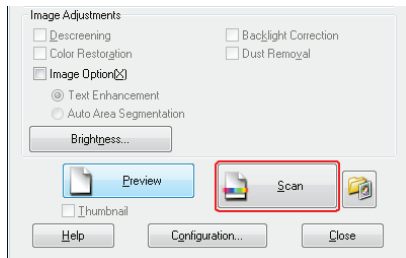 Image Adjustments
Descreening Backlight Correction
Color Restoration Dust Removal
Image Option(X)
Text Enhancement
Auto Area Segmentation
Brightness...
Preview Scan
Thumbnail
Help Configuration... Close